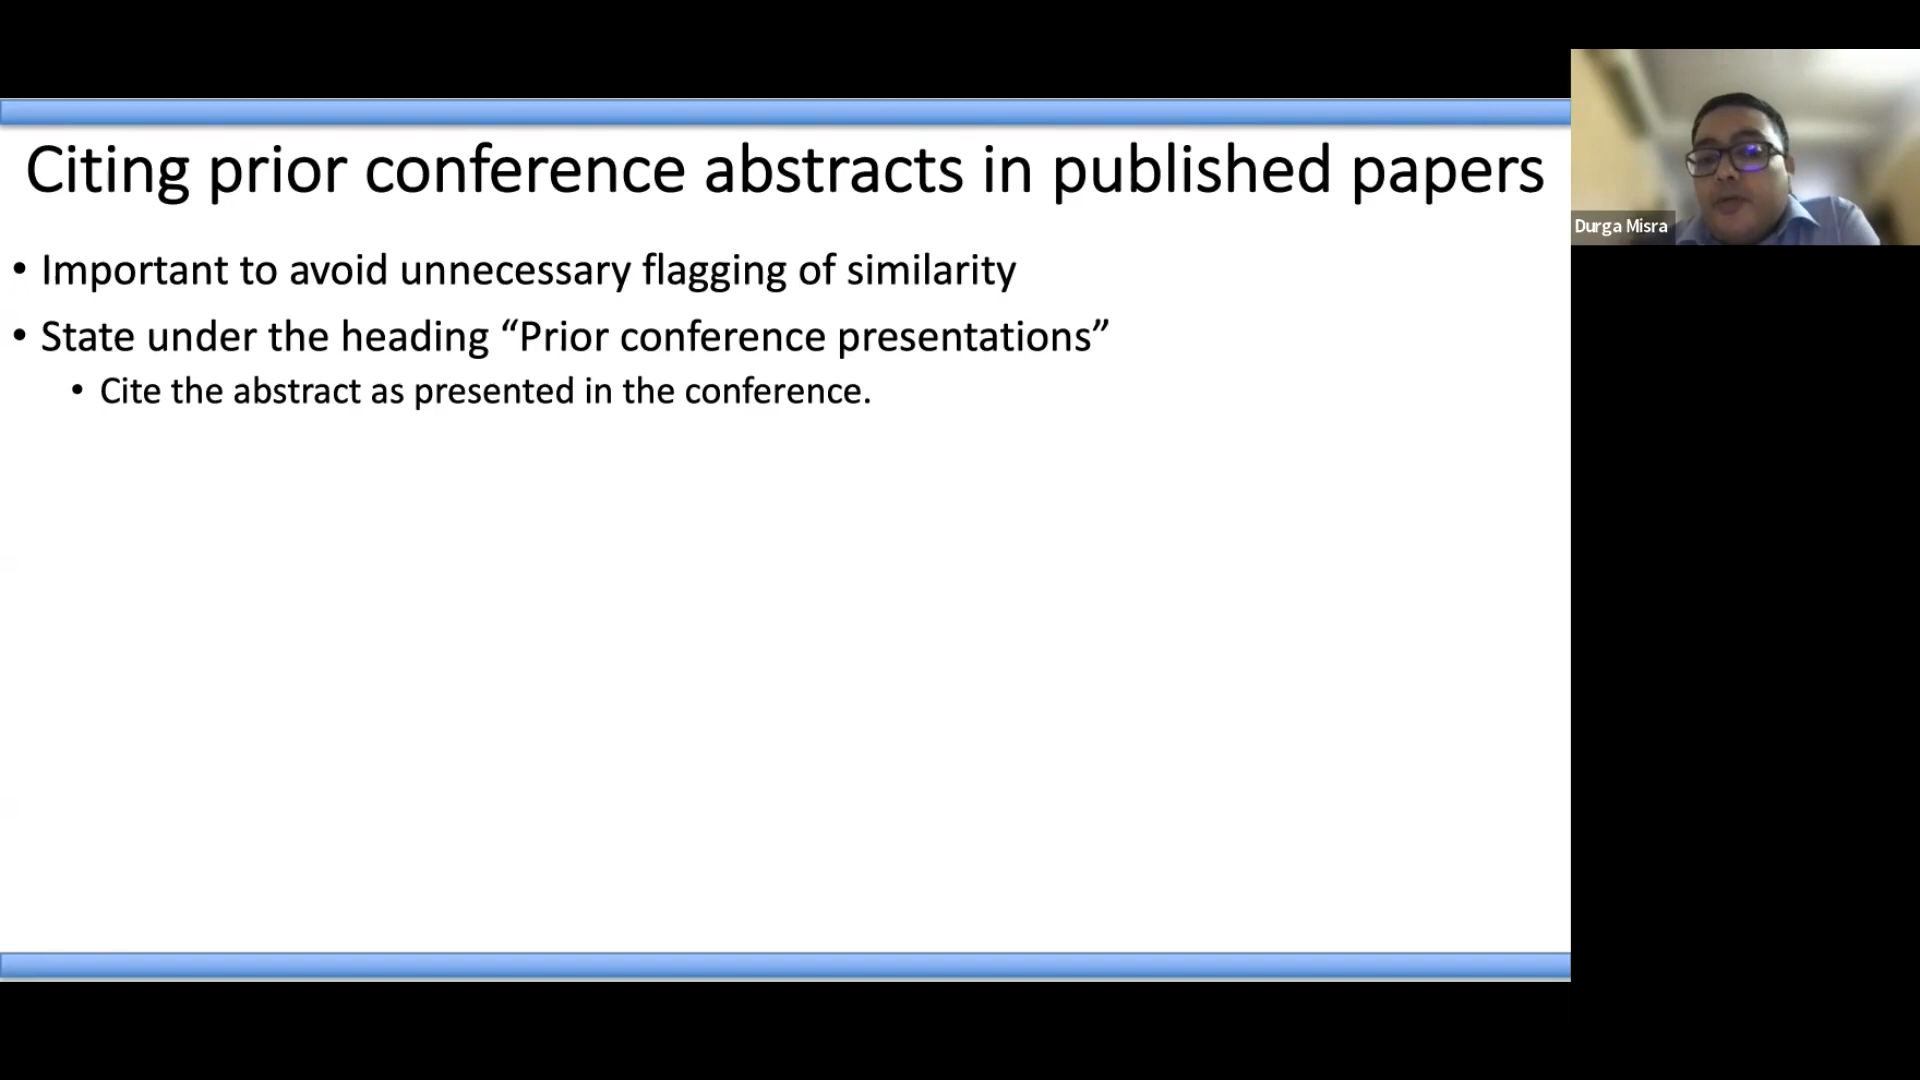 Citing prior conference abstracts in published papers
• Important to avoid unnecessary flagging of similarity
• State under the heading “Prior conference presentations”
• Cite the abstract as presented in the conference.
Durga Misra